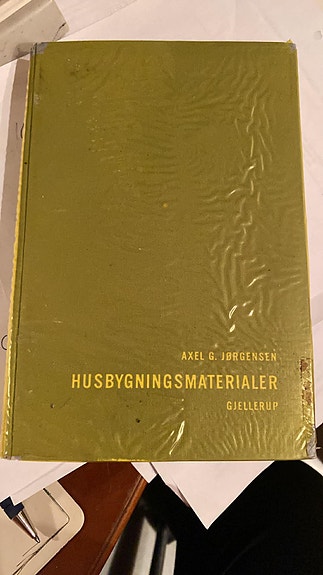 AXEL G. JØRGENSEN
HUSBYGNINGSMATERIALER
GJELLERUP